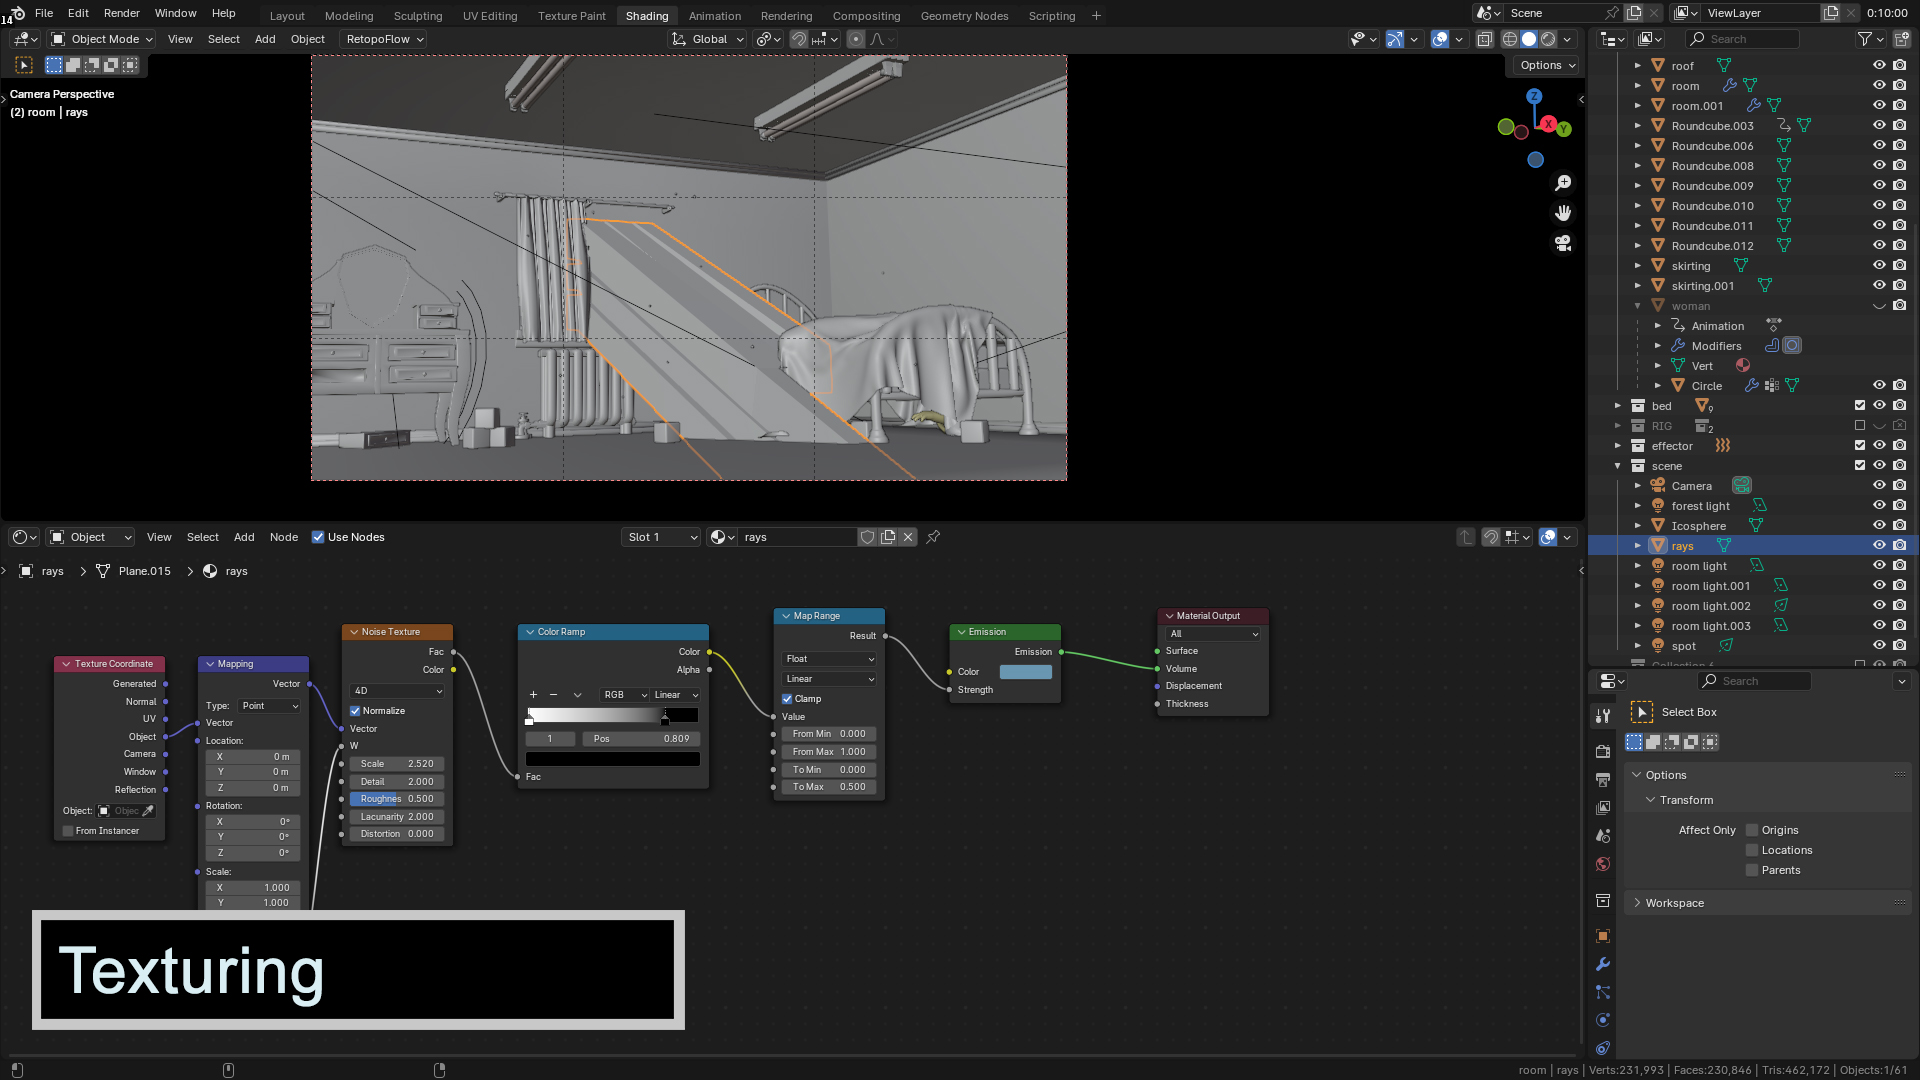 14 File Edit Render Window Help Layout Modeling Sculpting UV Editing Texture Paint Shading Animation Rendering Compositing Geometry Nodes Scripting + Scene ViewLayer 0:10:00
Object Mode View Select Add Object RetopoFlow Global Search
Options
Camera Perspective
(2) room | rays
Z
X
Y
roof
room
room.001
Roundcube.003
Roundcube.006
Roundcube.008
Roundcube.009
Roundcube.010
Roundcube.011
Roundcube.012
skirting
skirting.001
woman
Animation
Modifiers
Vert
Circle
bed 9
RIG 2
effector
scene
Camera
forest light
Icosphere
rays
room light
room light.001
room light.002
room light.003
spot
Search
Select Box
Options
Transform
Affect Only Origins
Locations
Parents
Workspace
Object View Select Add Node Use Nodes Slot 1 rays
rays Plane.015 rays
Texture Coordinate
Generated
Normal
UV
Object
Camera
Window
Reflection
Object: Objec
From Instancer
Mapping
Vector
Type: Point
Vector
Location:
X 0 m
Y 0 m
Z 0 m
Rotation:
X 0°
Y 0°
Z 0°
Scale:
X 1.000
Y 1.000
Noise Texture
Fac
Color
4D
Normalize
Vector
W
Scale 2.520
Detail 2.000
Roughnes 0.500
Lacunarity 2.000
Distortion 0.000
Color Ramp
Color
Alpha
+ − RGB Linear
1 Pos 0.809
Fac
Map Range
Result
Float
Linear
Clamp
Value
From Min 0.000
From Max 1.000
To Min 0.000
To Max 0.500
Emission
Emission
Color
Strength
Material Output
All
Surface
Volume
Displacement
Thickness
Texturing
room | rays | Verts:231,993 | Faces:230,846 | Tris:462,172 | Objects:1/61